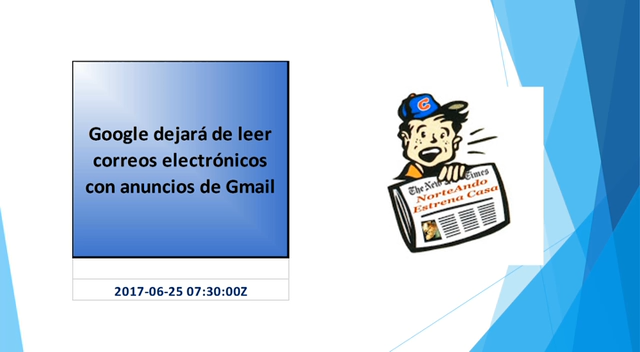 Google dejará de leer
correos electrónicos
con anuncios de Gmail
2017-06-25 07:30:00Z
C
The New Times
NorteAndo
Estrena Casa